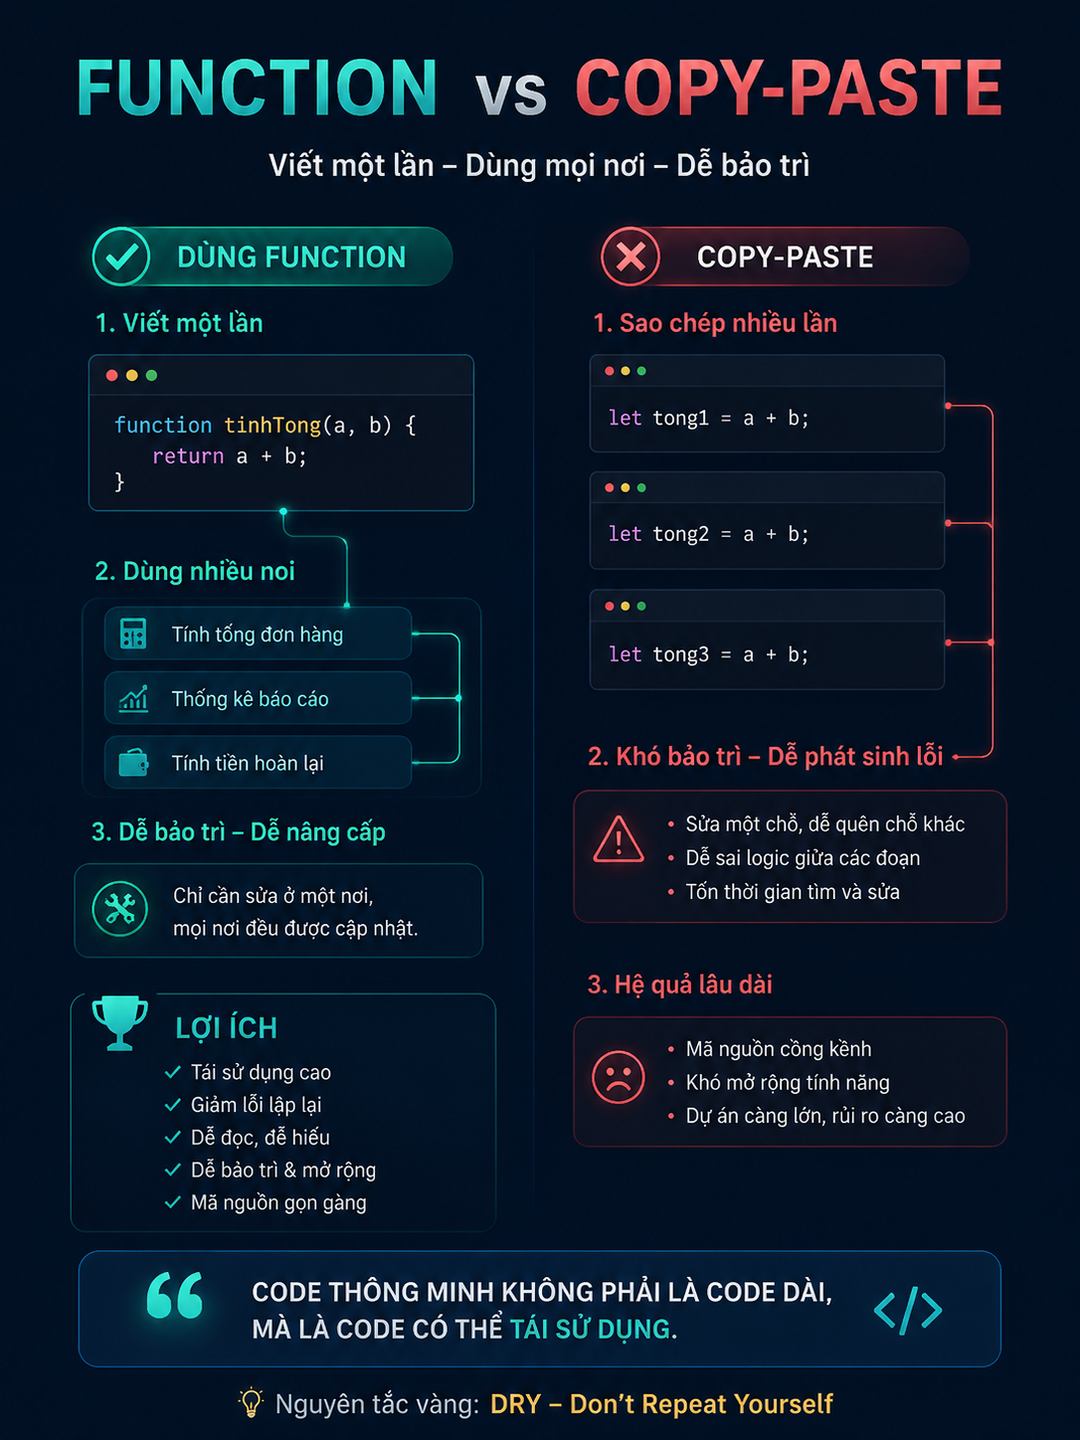 FUNCTION vs COPY-PASTE
Viết một lần – Dùng mọi nơi – Dễ bảo trì
DÙNG FUNCTION
1. Viết một lần
function tinhTong(a, b) {
return a + b;
}
2. Dùng nhiều noi
Tính tổng đơn hàng
Thống kê báo cáo
Tính tiền hoàn lại
3. Dễ bảo trì – Dễ nâng cấp
Chỉ cần sửa ở một nơi,
mọi nơi đều được cập nhật.
LỢI ÍCH
Tái sử dụng cao
Giảm lỗi lập lại
Dễ đọc, dễ hiểu
Dễ bảo trì & mở rộng
Mã nguồn gọn gàng
COPY-PASTE
1. Sao chép nhiều lần
let tong1 = a + b;
let tong2 = a + b;
let tong3 = a + b;
2. Khó bảo trì – Dễ phát sinh lỗi
• Sửa một chỗ, dễ quên chỗ khác
• Dễ sai logic giữa các đoạn
• Tốn thời gian tìm và sửa
3. Hệ quả lâu dài
• Mã nguồn cồng kềnh
• Khó mở rộng tính năng
• Dự án càng lớn, rủi ro càng cao
“ CODE THÔNG MINH KHÔNG PHẢI LÀ CODE DÀI,
MÀ LÀ CODE CÓ THỂ TÁI SỬ DỤNG.
</>
Nguyên tắc vàng: DRY – Don't Repeat Yourself